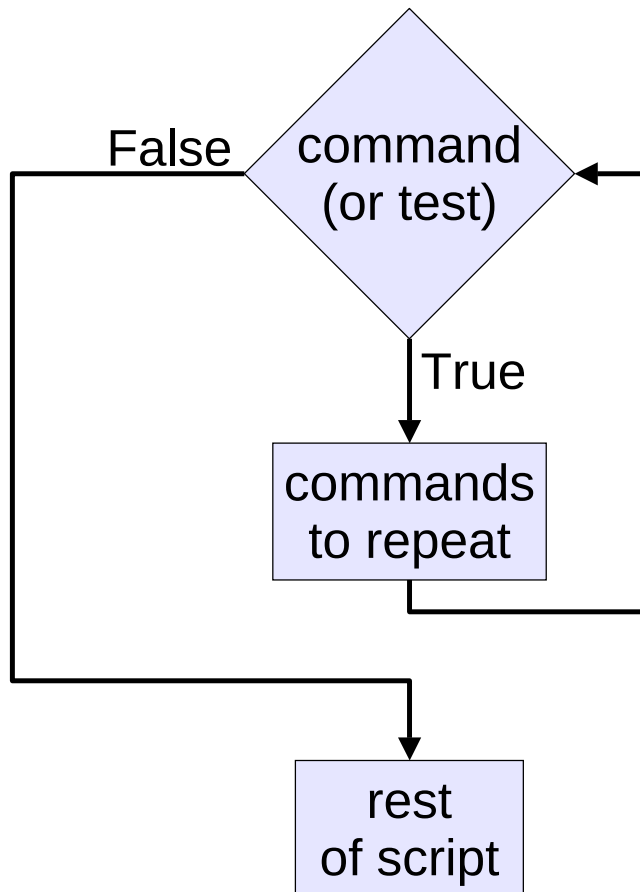 False
command
(or test)
True
commands
to repeat
rest
of script